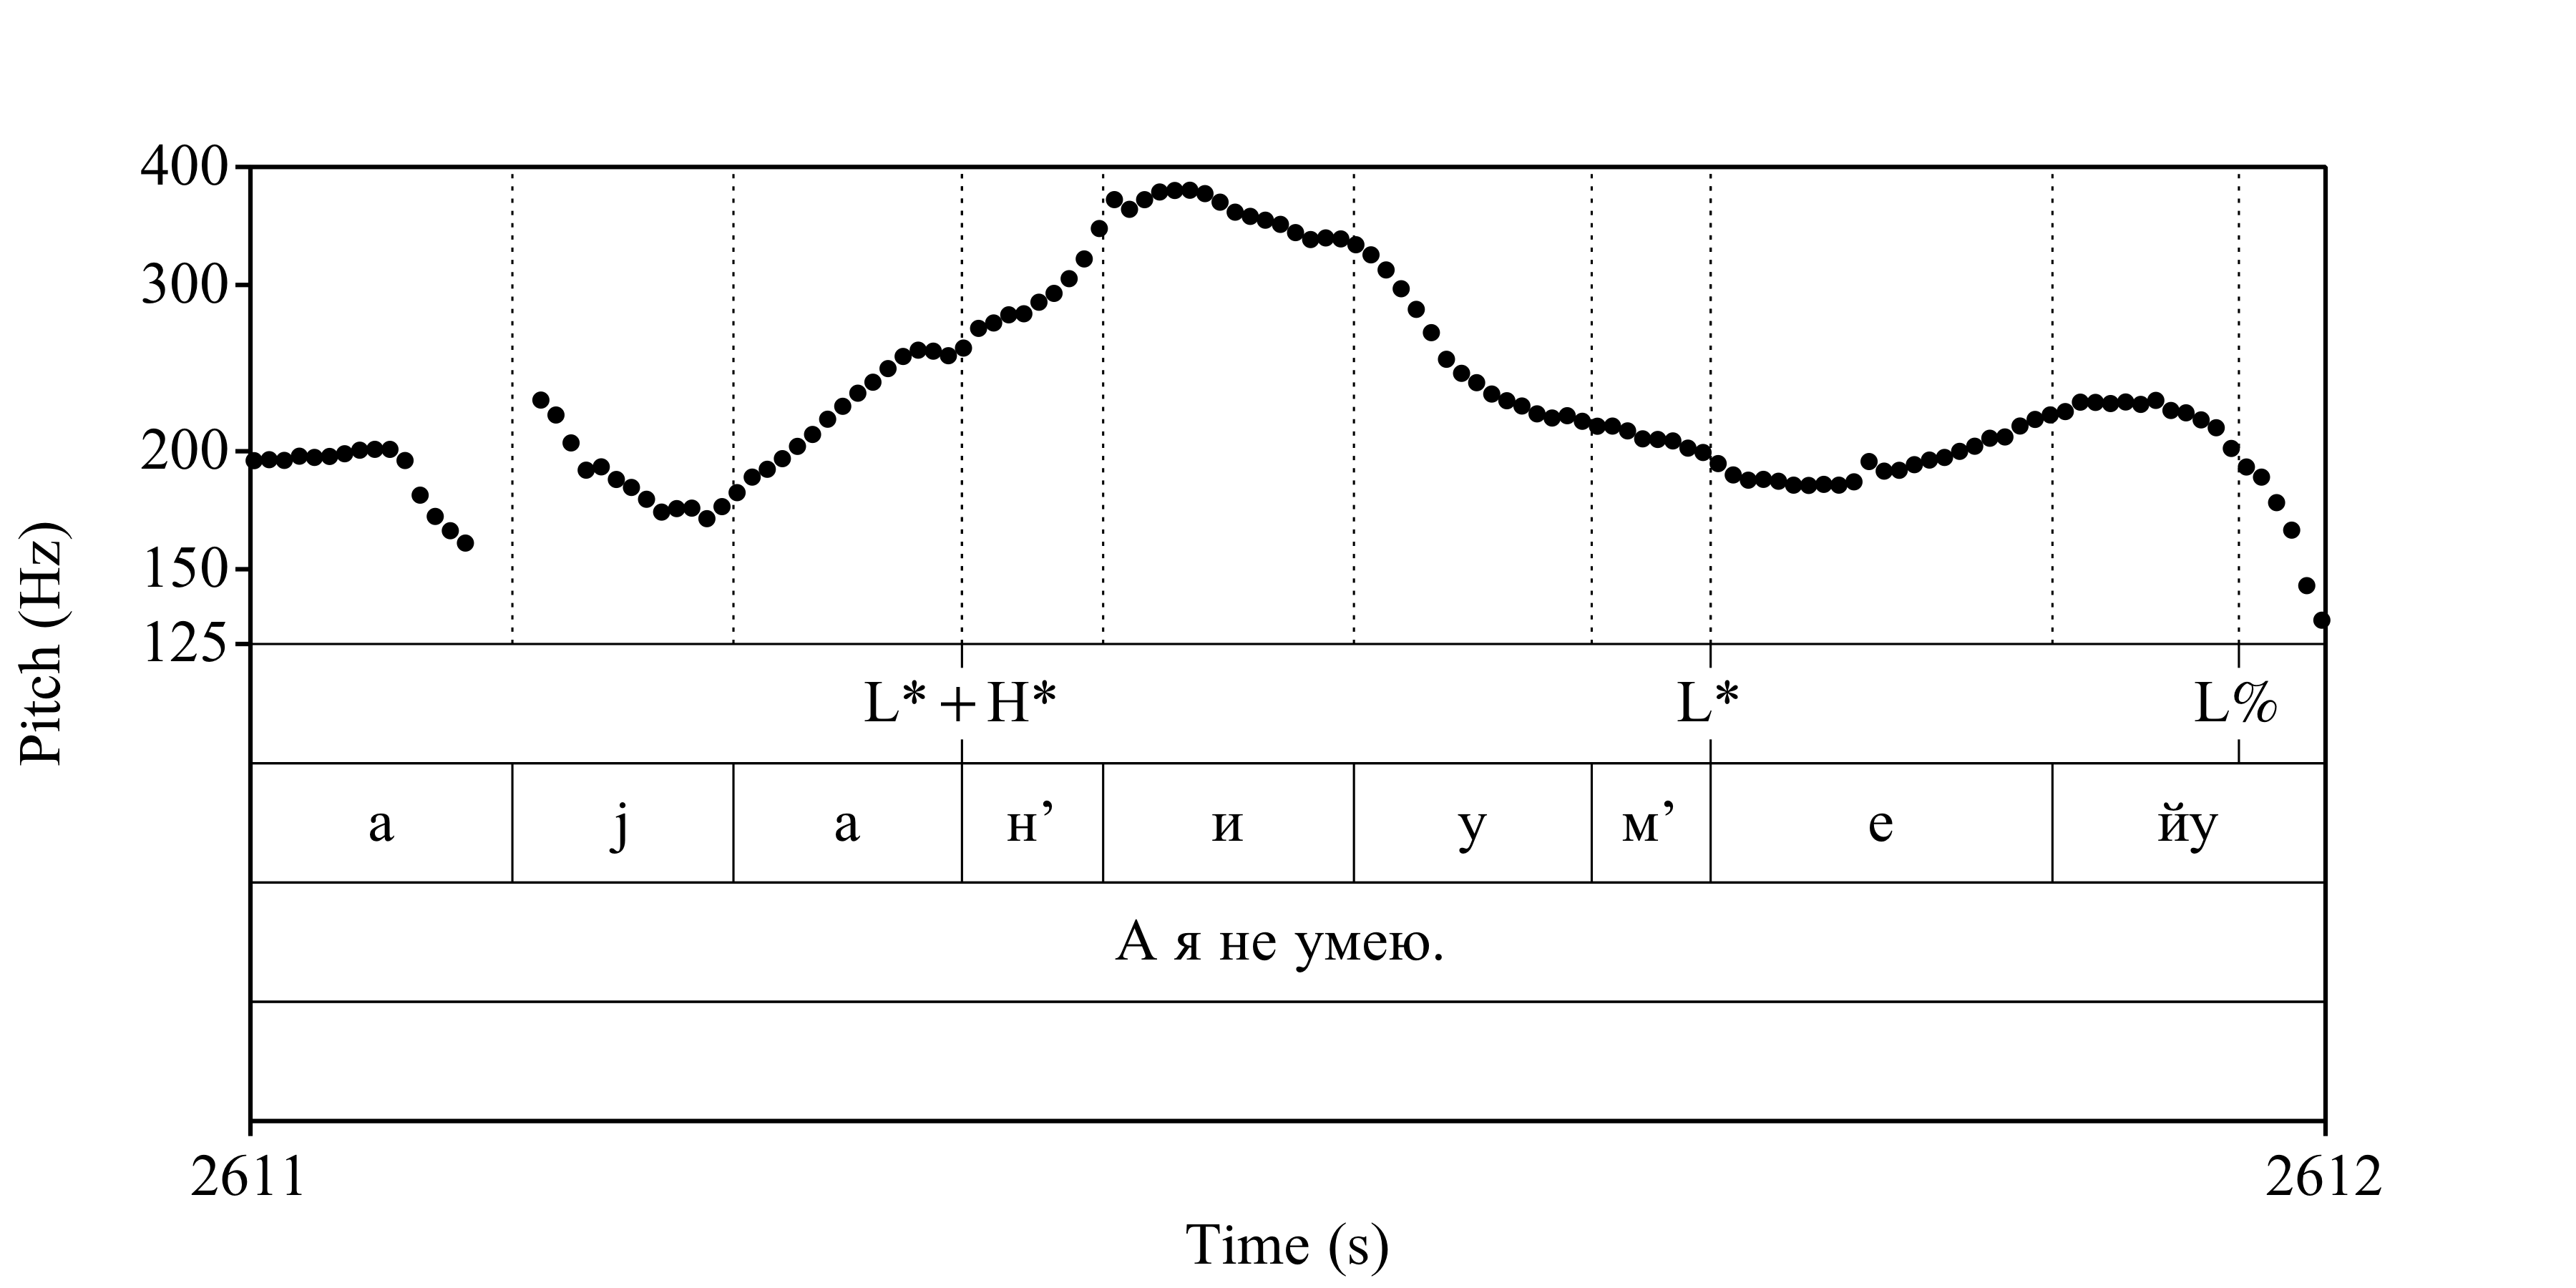 400
300
200
150
125
Pitch (Hz)
L* + H* L* L%
а j а н’ и у м’ е йу
А я не умею.
2611 2612
Time (s)